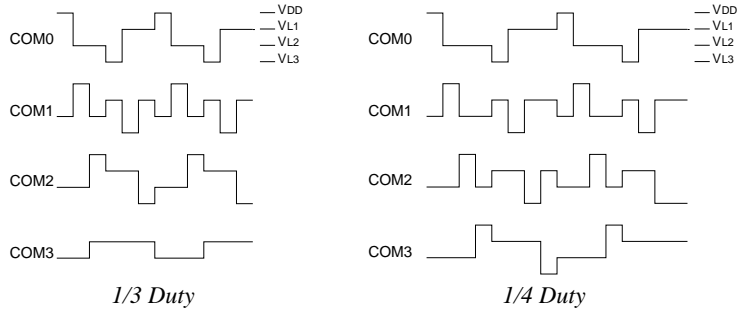 COM0
VDD
VL1
VL2
VL3
COM1
COM2
COM3
1/3 Duty
COM0
VDD
VL1
VL2
VL3
COM1
COM2
COM3
1/4 Duty